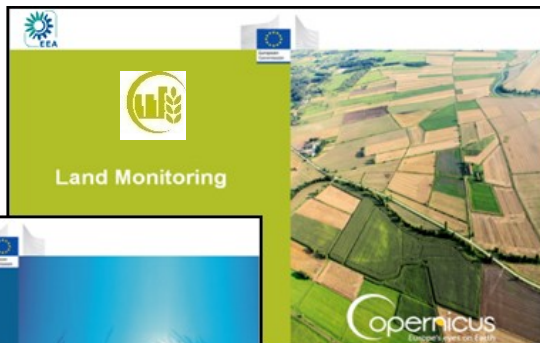 EEA
European
Commission
Land Monitoring
Copernicus
Europe's eyes on Earth